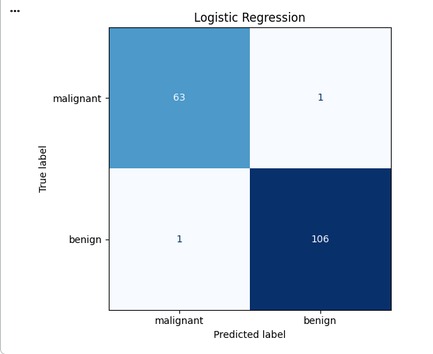 ...
Logistic Regression
malignant
63
1
True label
benign
1
106
malignant
benign
Predicted label